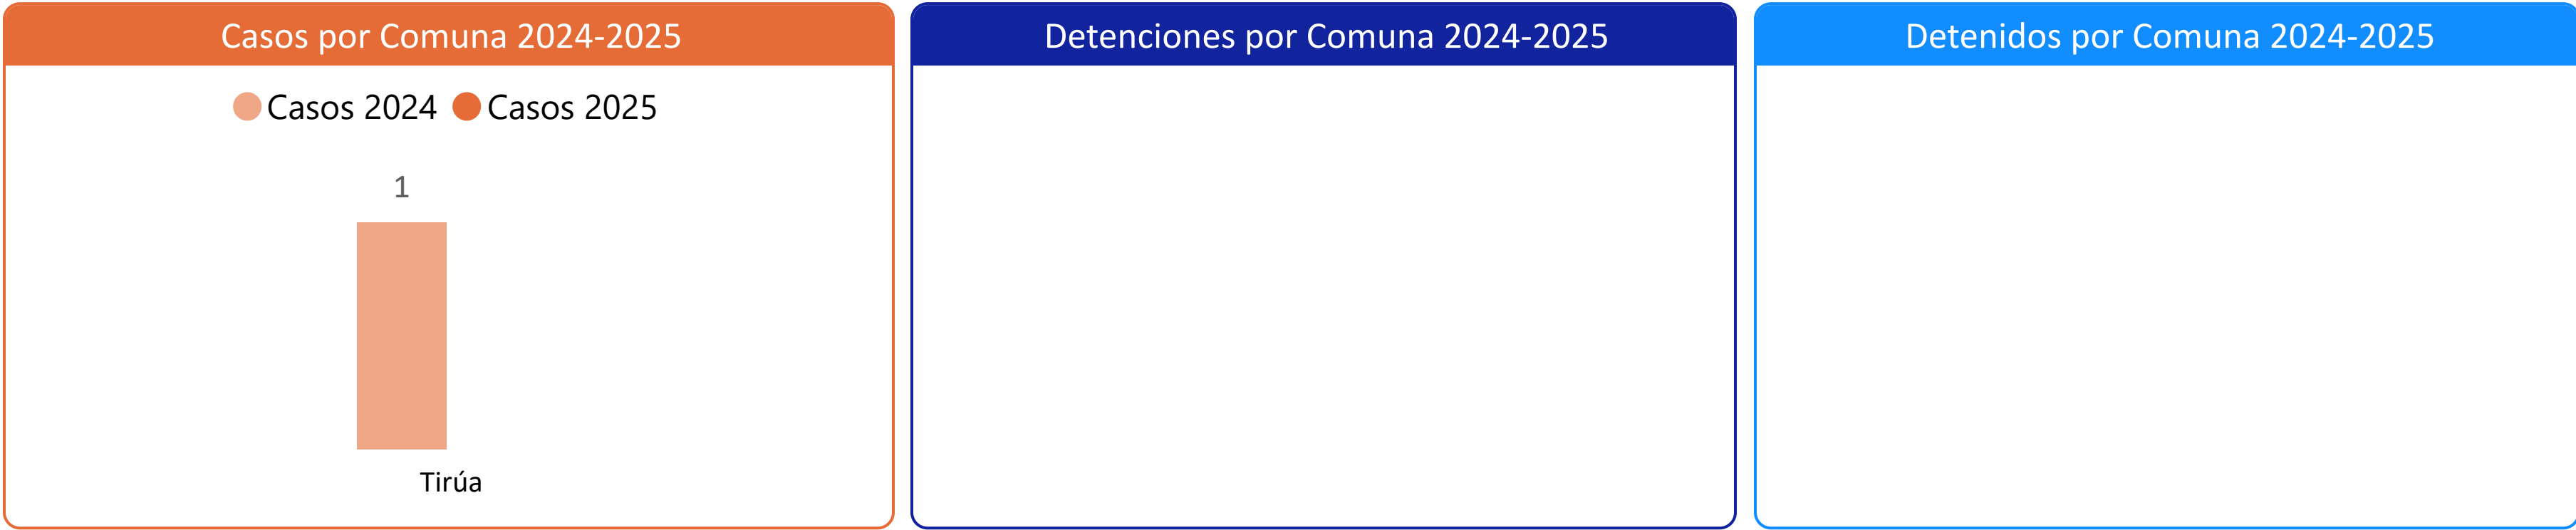 Casos por Comuna 2024-2025
Casos 2024 Casos 2025
1
Tirúa
Detenciones por Comuna 2024-2025
Detenidos por Comuna 2024-2025